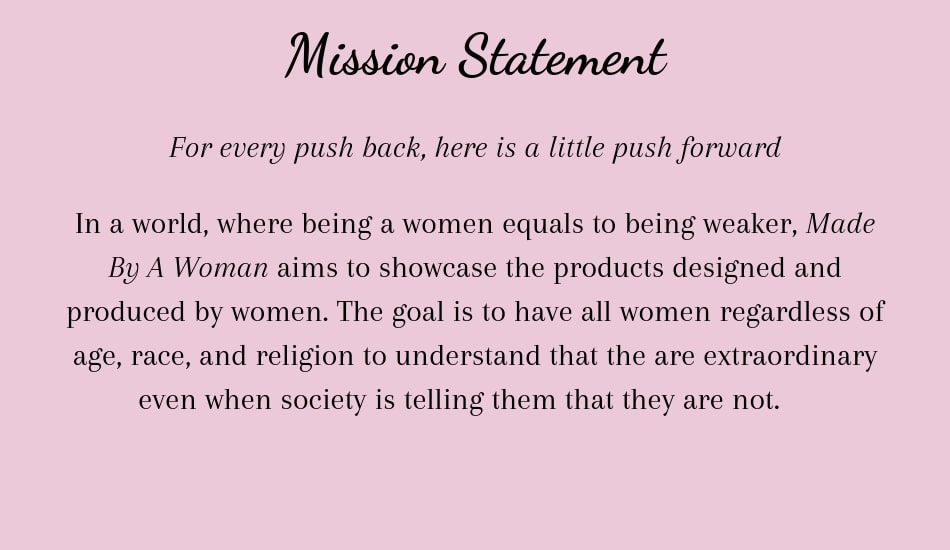 Mission Statement
For every push back, here is a little push forward
In a world, where being a women equals to being weaker, Made
By A Woman aims to showcase the products designed and
produced by women. The goal is to have all women regardless of
age, race, and religion to understand that the are extraordinary
even when society is telling them that they are not.